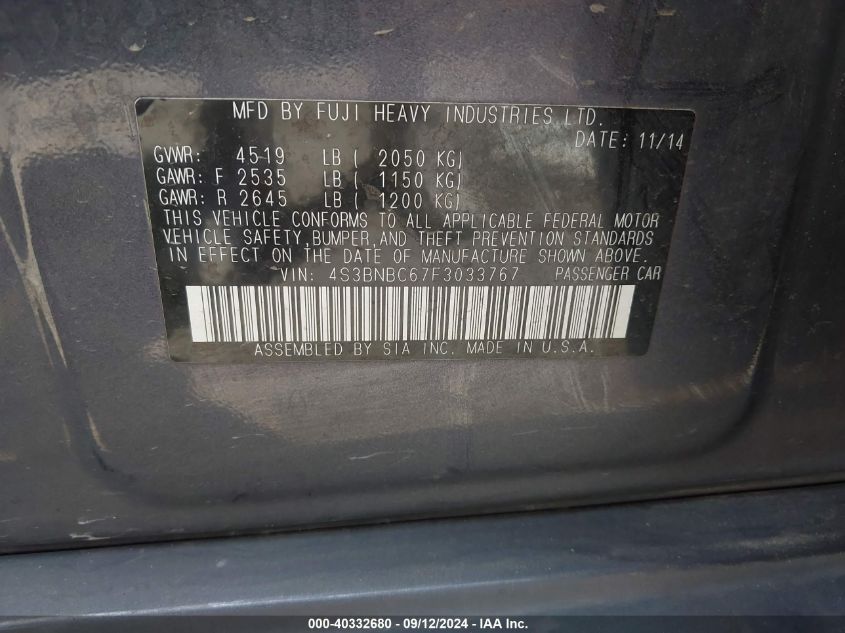 MFD BY FUJI HEAVY INDUSTRIES LTD.
DATE: 11/14
GVWR: 4519 LB ( 2050 KG)
GAWR: F 2535 LB ( 1150 KG)
GAWR: R 2645 LB ( 1200 KG)
THIS VEHICLE CONFORMS TO ALL APPLICABLE FEDERAL MOTOR
VEHICLE SAFETY, BUMPER, AND THEFT PREVENTION STANDARDS
IN EFFECT ON THE DATE OF MANUFACTURE SHOWN ABOVE.
VIN: 4S3BNBC67F3033767 PASSENGER CAR
ASSEMBLED BY SIA INC. MADE IN U.S.A.
000-40332680 - 09/12/2024 - IAA Inc.